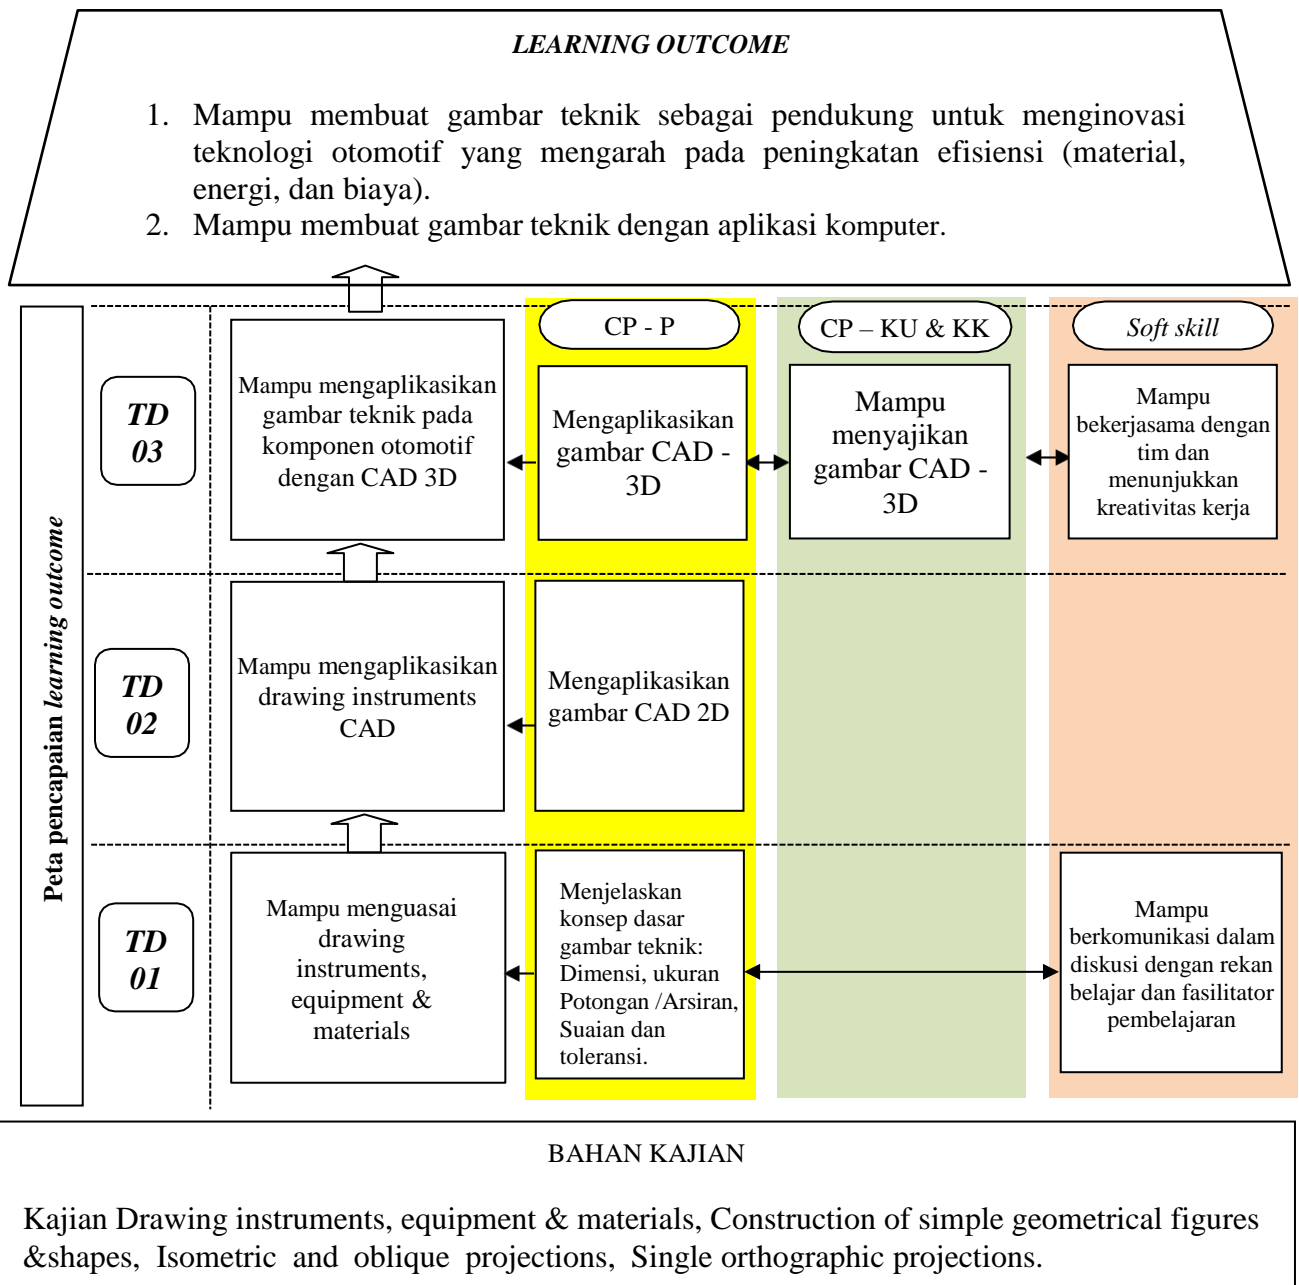 LEARNING OUTCOME
1. Mampu membuat gambar teknik sebagai pendukung untuk menginovasi
teknologi otomotif yang mengarah pada peningkatan efisiensi (material,
energi, dan biaya).
2. Mampu membuat gambar teknik dengan aplikasi komputer.
Peta pencapaian learning outcome
CP - P
CP – KU & KK
Soft skill
TD
03
Mampu mengaplikasikan
gambar teknik pada
komponen otomotif
dengan CAD 3D
Mengaplikasikan
gambar CAD -
3D
Mampu
menyajikan
gambar CAD -
3D
Mampu
bekerjasama dengan
tim dan
menunjukkan
kreativitas kerja
TD
02
Mampu mengaplikasikan
drawing instruments
CAD
Mengaplikasikan
gambar CAD 2D
TD
01
Mampu menguasai
drawing
instruments,
equipment &
materials
Menjelaskan
konsep dasar
gambar teknik:
Dimensi, ukuran
Potongan /Arsiran,
Suaian dan
toleransi.
Mampu
berkomunikasi dalam
diskusi dengan rekan
belajar dan fasilitator
pembelajaran
BAHAN KAJIAN
Kajian Drawing instruments, equipment & materials, Construction of simple geometrical figures
&shapes, Isometric and oblique projections, Single orthographic projections.